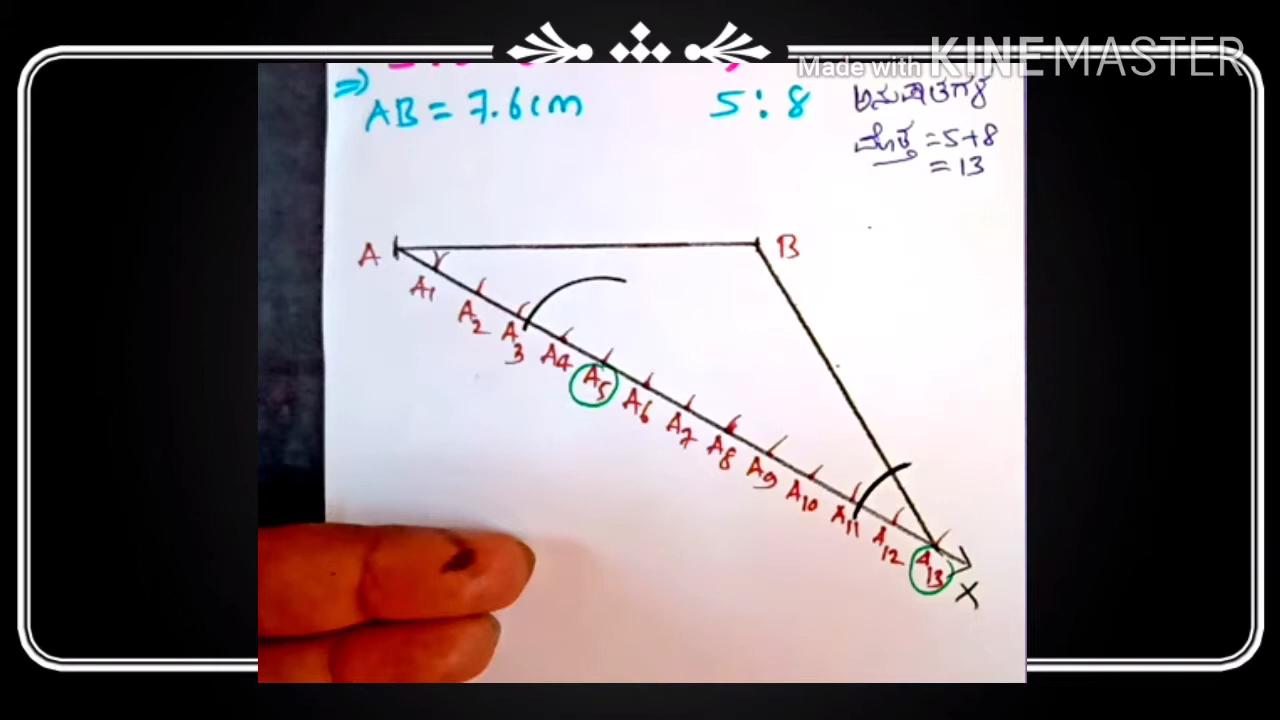 Made with KINEMASTER
⇒
AB = 7.6cm 5 : 8
ಅನುಪಾತಗಳ
ಮೊತ್ತ = 5+8
= 13
A B
A1
A2
A3
A4
A5
A6
A7
A8
A9
A10
A11
A12
A13
X